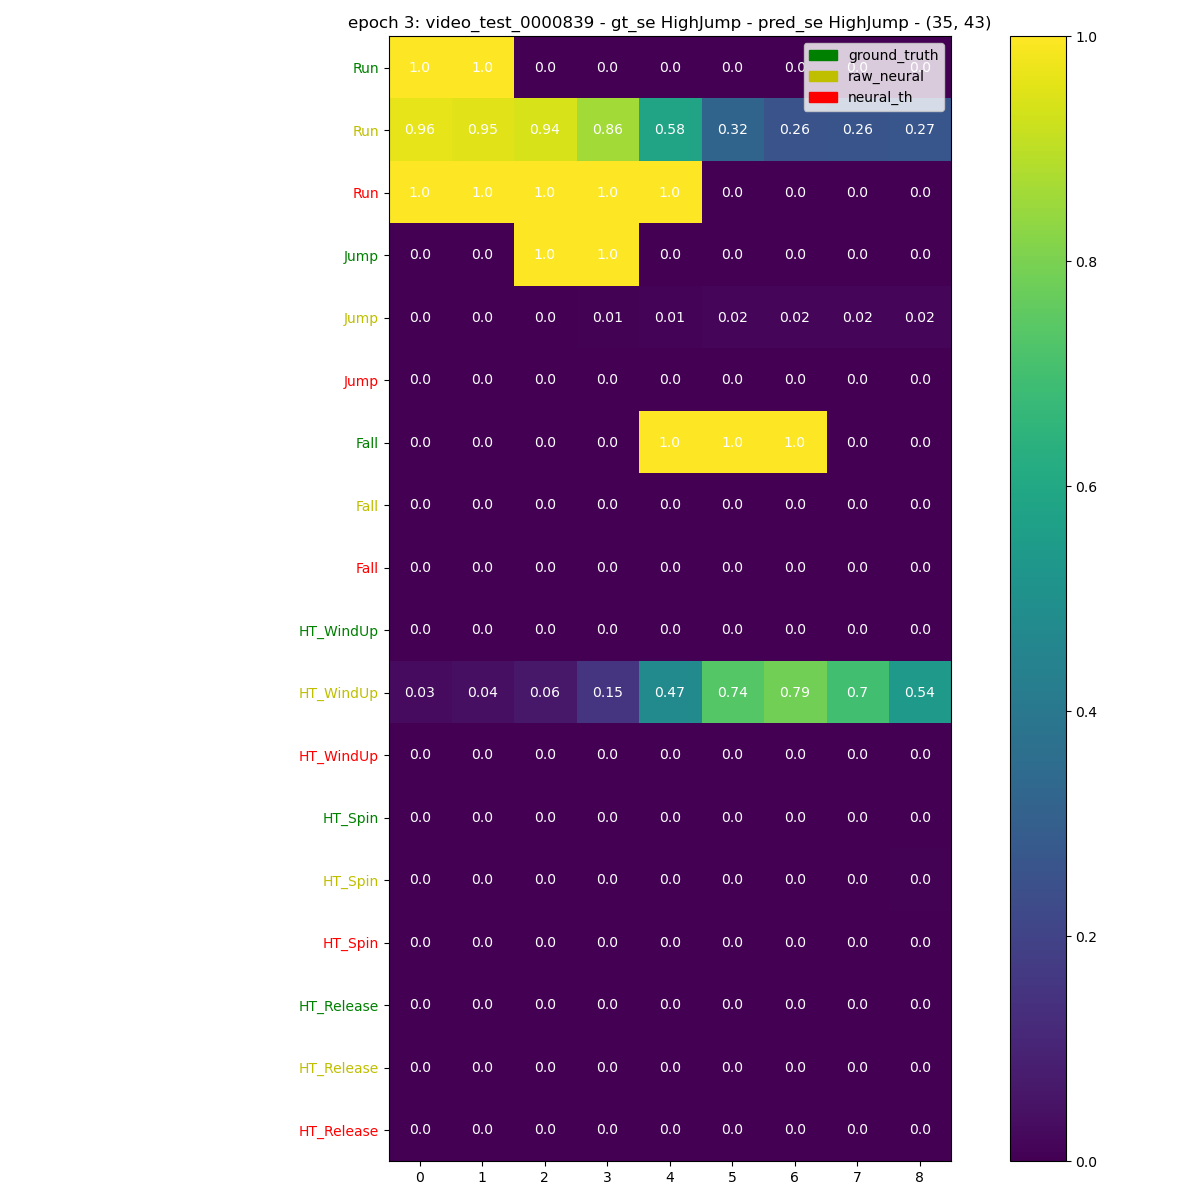 epoch 3: video_test_0000839 - gt_se HighJump - pred_se HighJump - (35, 43)
ground_truth
raw_neural
neural_th
Run 1.0 1.0 0.0 0.0 0.0 0.0 0.0 0.0 0.0
Run 0.96 0.95 0.94 0.86 0.58 0.32 0.26 0.26 0.27
Run 1.0 1.0 1.0 1.0 1.0 0.0 0.0 0.0 0.0
Jump 0.0 0.0 1.0 1.0 0.0 0.0 0.0 0.0 0.0
Jump 0.0 0.0 0.0 0.01 0.01 0.02 0.02 0.02 0.02
Jump 0.0 0.0 0.0 0.0 0.0 0.0 0.0 0.0 0.0
Fall 0.0 0.0 0.0 0.0 1.0 1.0 1.0 0.0 0.0
Fall 0.0 0.0 0.0 0.0 0.0 0.0 0.0 0.0 0.0
Fall 0.0 0.0 0.0 0.0 0.0 0.0 0.0 0.0 0.0
HT_WindUp 0.0 0.0 0.0 0.0 0.0 0.0 0.0 0.0 0.0
HT_WindUp 0.03 0.04 0.06 0.15 0.47 0.74 0.79 0.7 0.54
HT_WindUp 0.0 0.0 0.0 0.0 0.0 0.0 0.0 0.0 0.0
HT_Spin 0.0 0.0 0.0 0.0 0.0 0.0 0.0 0.0 0.0
HT_Spin 0.0 0.0 0.0 0.0 0.0 0.0 0.0 0.0 0.0
HT_Spin 0.0 0.0 0.0 0.0 0.0 0.0 0.0 0.0 0.0
HT_Release 0.0 0.0 0.0 0.0 0.0 0.0 0.0 0.0 0.0
HT_Release 0.0 0.0 0.0 0.0 0.0 0.0 0.0 0.0 0.0
HT_Release 0.0 0.0 0.0 0.0 0.0 0.0 0.0 0.0 0.0
0 1 2 3 4 5 6 7 8
1.0
0.8
0.6
0.4
0.2
0.0